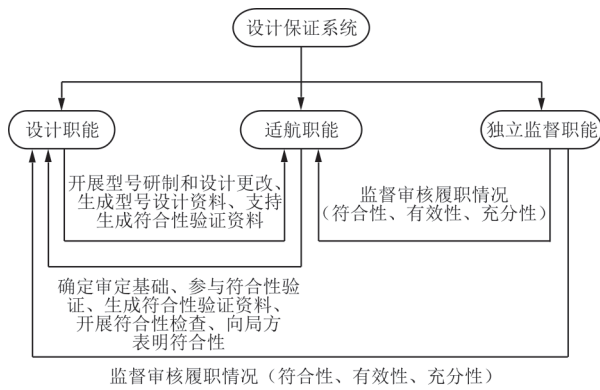 设计保证系统
设计职能
适航职能
独立监督职能
开展型号研制和设计更改、
生成型号设计资料、支持
生成符合性验证资料
监督审核履职情况
（符合性、有效性、充分性）
确定审定基础、参与符合性验
证、生成符合性验证资料、
开展符合性检查、向局方
表明符合性
监督审核履职情况（符合性、有效性、充分性）